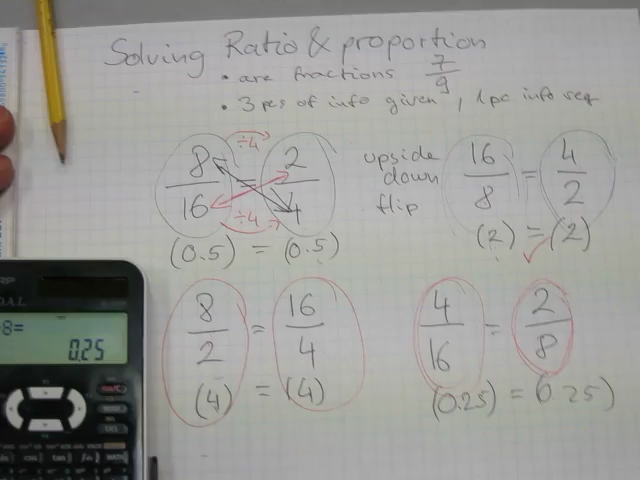 Solving Ratio & proportion
• are fractions 7/9
• 3 pcs of info given, 1 pc info req
÷4
8/16 = 2/4
÷4
(0.5) = (0.5)
upside down flip
16/8 = 4/2
(2) = (2)
8/2 = 16/4
(4) = (4)
4/16 = 2/8
(0.25) = 0.25)
8=
0.25